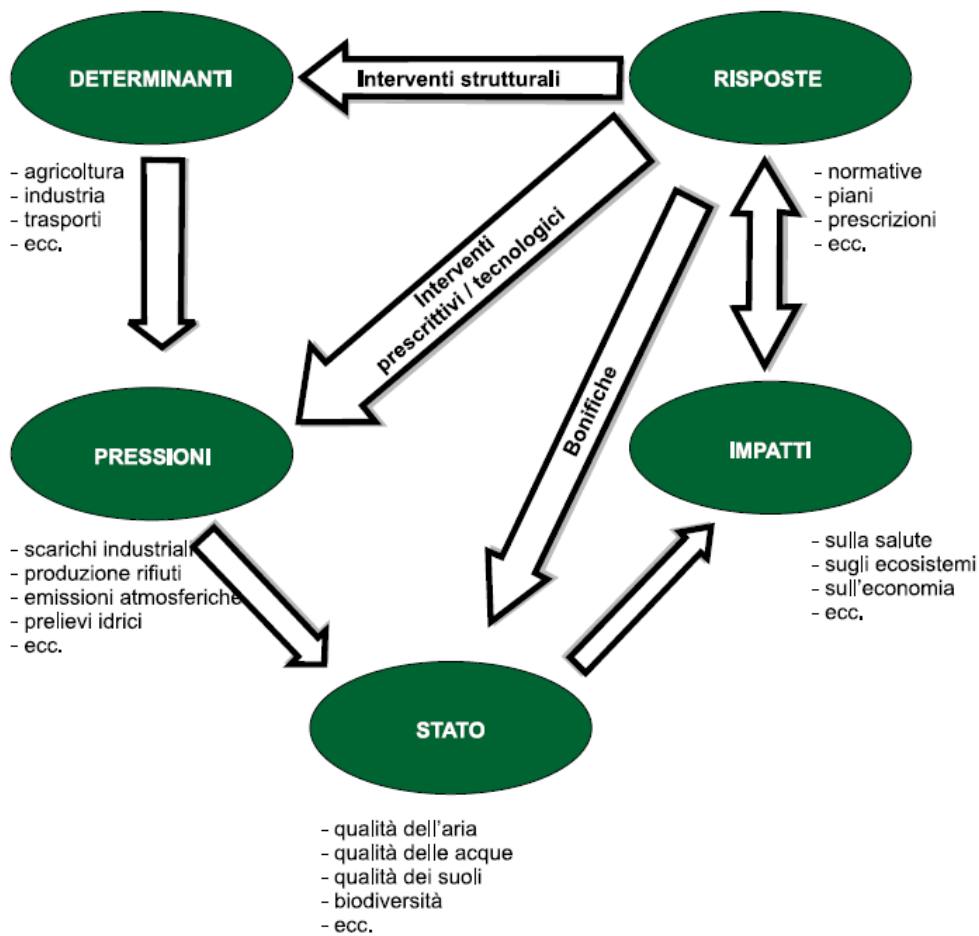 DETERMINANTI
Interventi strutturali
RISPOSTE
- agricoltura
- industria
- trasporti
- ecc.
- normative
- piani
- prescrizioni
- ecc.
Interventi
prescrittivi / tecnologici
Bonifiche
PRESSIONI
IMPATTI
- scarichi industriali
- produzione rifiuti
- emissioni atmosferiche
- prelievi idrici
- ecc.
- sulla salute
- sugli ecosistemi
- sull'economia
- ecc.
STATO
- qualità dell'aria
- qualità delle acque
- qualità dei suoli
- biodiversità
- ecc.